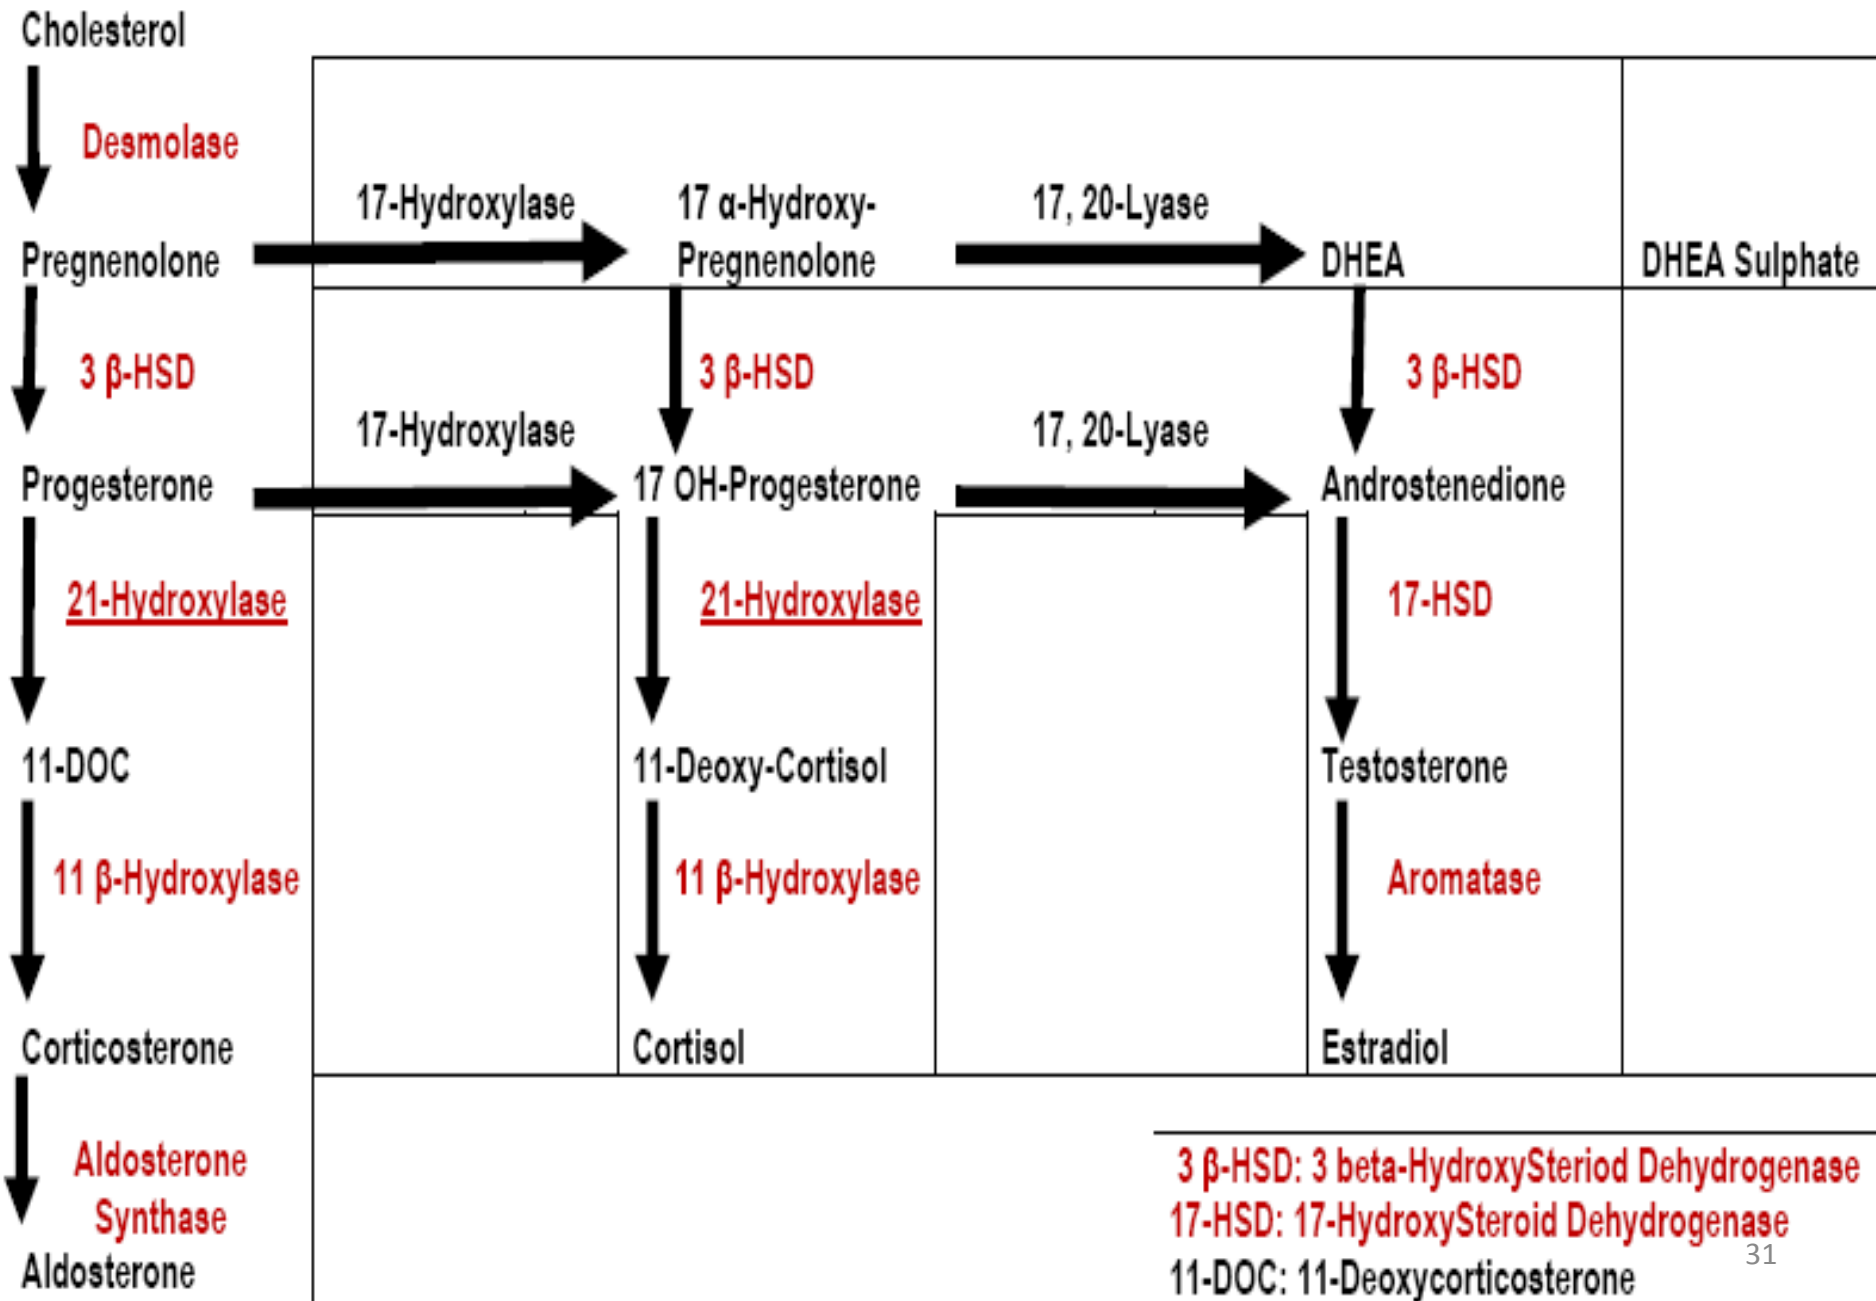 Cholesterol
Desmolase
17-Hydroxylase
17 α-Hydroxy-
17, 20-Lyase
Pregnenolone
Pregnenolone
DHEA
DHEA Sulphate
3 β-HSD
3 β-HSD
3 β-HSD
17-Hydroxylase
17, 20-Lyase
Progesterone
17 OH-Progesterone
Androstenedione
21-Hydroxylase
21-Hydroxylase
17-HSD
11-DOC
11-Deoxy-Cortisol
Testosterone
11 β-Hydroxylase
11 β-Hydroxylase
Aromatase
Corticosterone
Cortisol
Estradiol
Aldosterone
Synthase
Aldosterone
3 β-HSD: 3 beta-HydroxySteriod Dehydrogenase
17-HSD: 17-HydroxySteroid Dehydrogenase
31
11-DOC: 11-Deoxycorticosterone